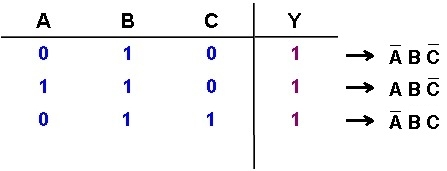 A B C Y
0 1 0 1 → A̅ B C̅
1 1 0 1 → A B C̅
0 1 1 1 → A̅ B C